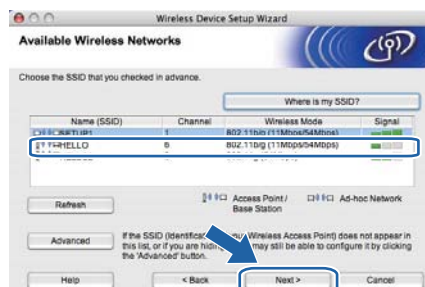 Wireless Device Setup Wizard
Available Wireless Networks
Choose the SSID that you checked in advance.
Where is my SSID?
Name (SSID) Channel Wireless Mode Signal
SETUP1 1 802.11b/g (11Mbps/54Mbps)
HELLO 6 802.11b/g (11Mbps/54Mbps)
Refresh
Access Point / Base Station
Ad-hoc Network
Advanced
If the SSID (Identification Wireless Access Point) does not appear in
this list, or if you are hiding may still be able to configure it by clicking
the 'Advanced' button.
Help < Back Next > Cancel